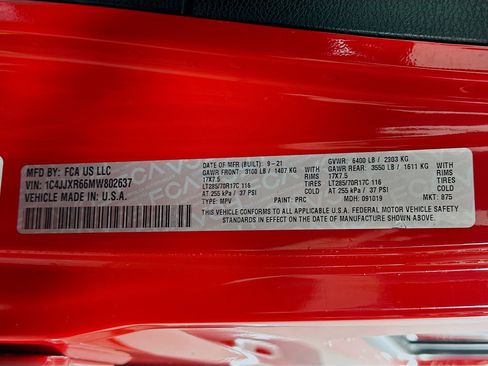 MFD BY: FCA US LLC
VIN: 1C4JJXR66MW802637
VEHICLE MADE IN: U.S.A.
DATE OF MFR (BUILT): 9-21 GVWR: 6400 LB / 2903 KG
GAWR FRONT: 3100 LB / 1407 KG WITH GAWR REAR: 3550 LB / 1611 KG WITH
17X7.5 RIMS 17X7.5 RIMS
LT285/70R17C 116 TIRES LT285/70R17C 116 TIRES
AT 255 kPa / 37 PSI AT 255 kPa / 37 PSI
TYPE: MPV PAINT: PRC MDH: 091019 MKT: 875
THIS VEHICLE CONFORMS TO ALL APPLICABLE U.S.A. FEDERAL MOTOR VEHICLE
SAFETY STANDARDS IN EFFECT ON THE DATE OF MANUFACTURE SHOWN ABOVE.